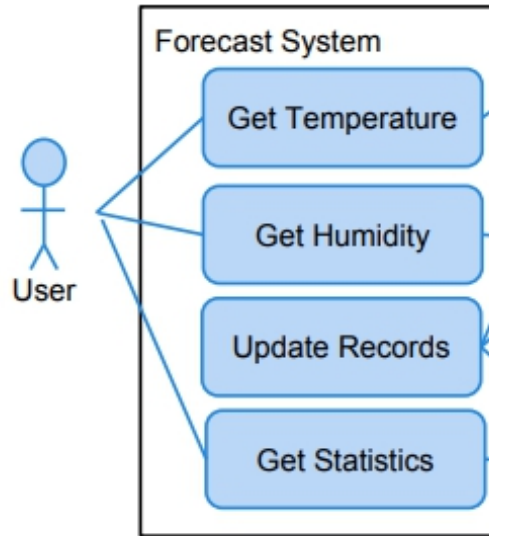 Forecast System
Get Temperature
Get Humidity
User
Update Records
Get Statistics